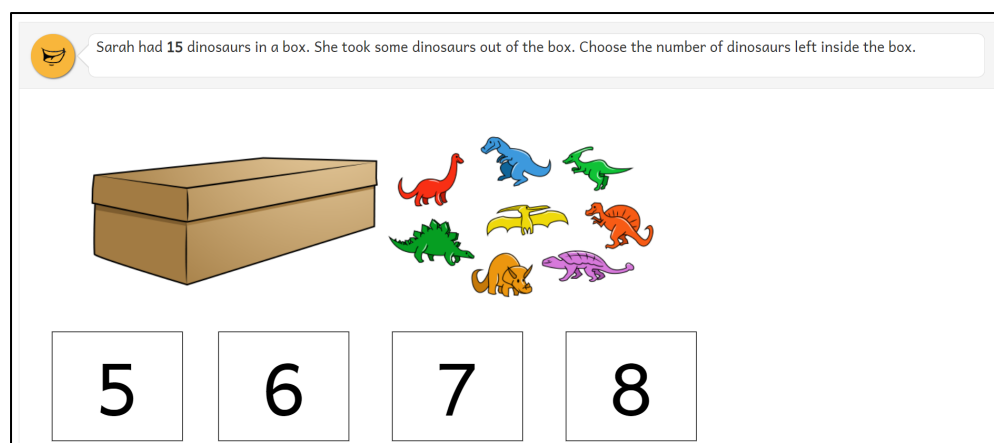 Sarah had 15 dinosaurs in a box. She took some dinosaurs out of the box. Choose the number of dinosaurs left inside the box.
5 6 7 8